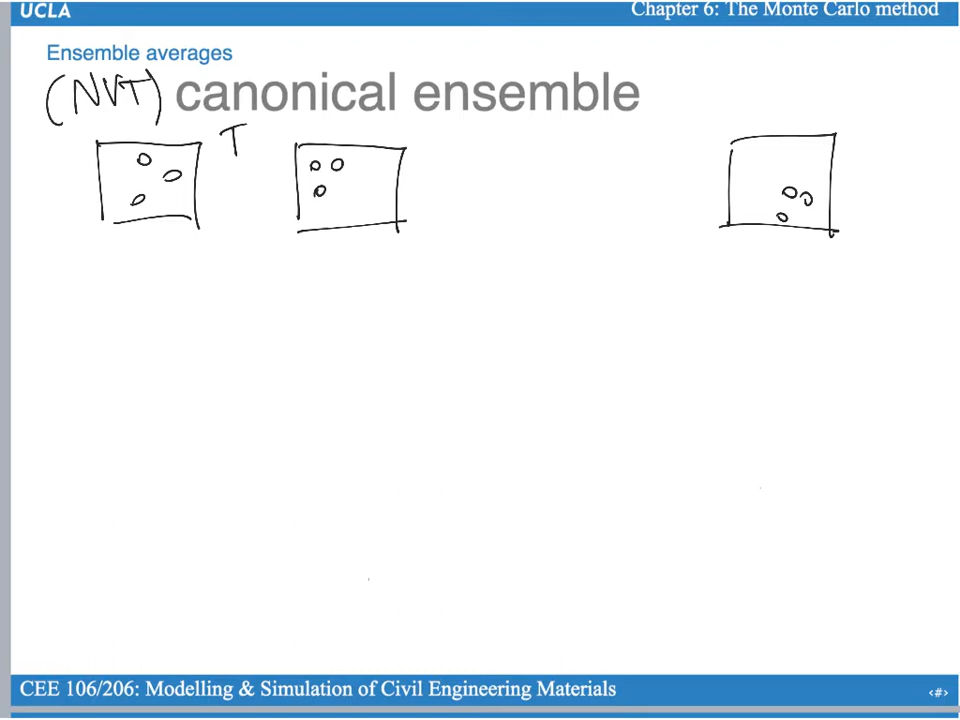 UCLA
Chapter 6: The Monte Carlo method
Ensemble averages
(NVT) canonical ensemble
T
CEE 106/206: Modelling & Simulation of Civil Engineering Materials
‹#›